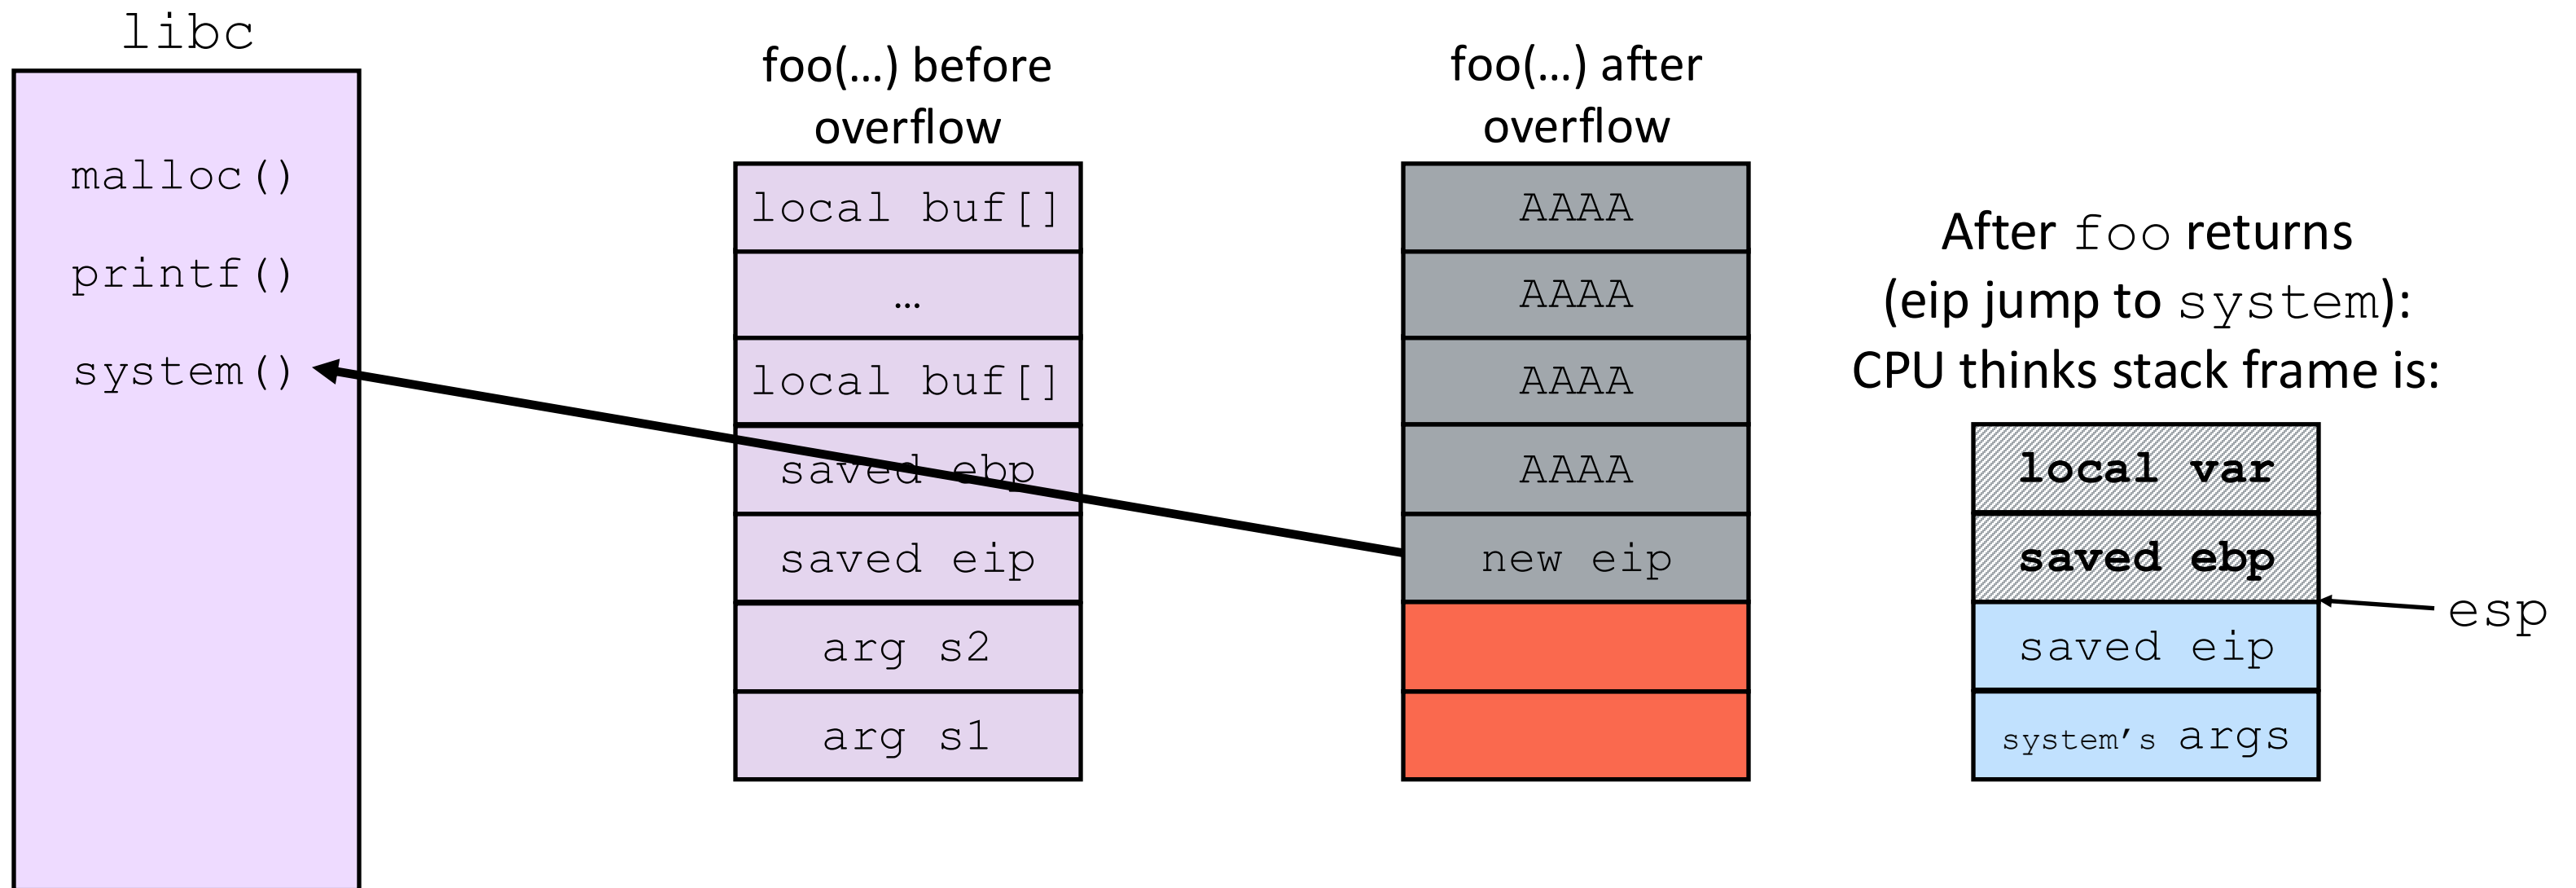 libc
malloc()
printf()
system()
foo(…) before
overflow
local buf[]
…
local buf[]
saved ebp
saved eip
arg s2
arg s1
foo(…) after
overflow
AAAA
AAAA
AAAA
AAAA
new eip
After foo returns
(eip jump to system):
CPU thinks stack frame is:
local var
saved ebp
saved eip
system’s args
esp